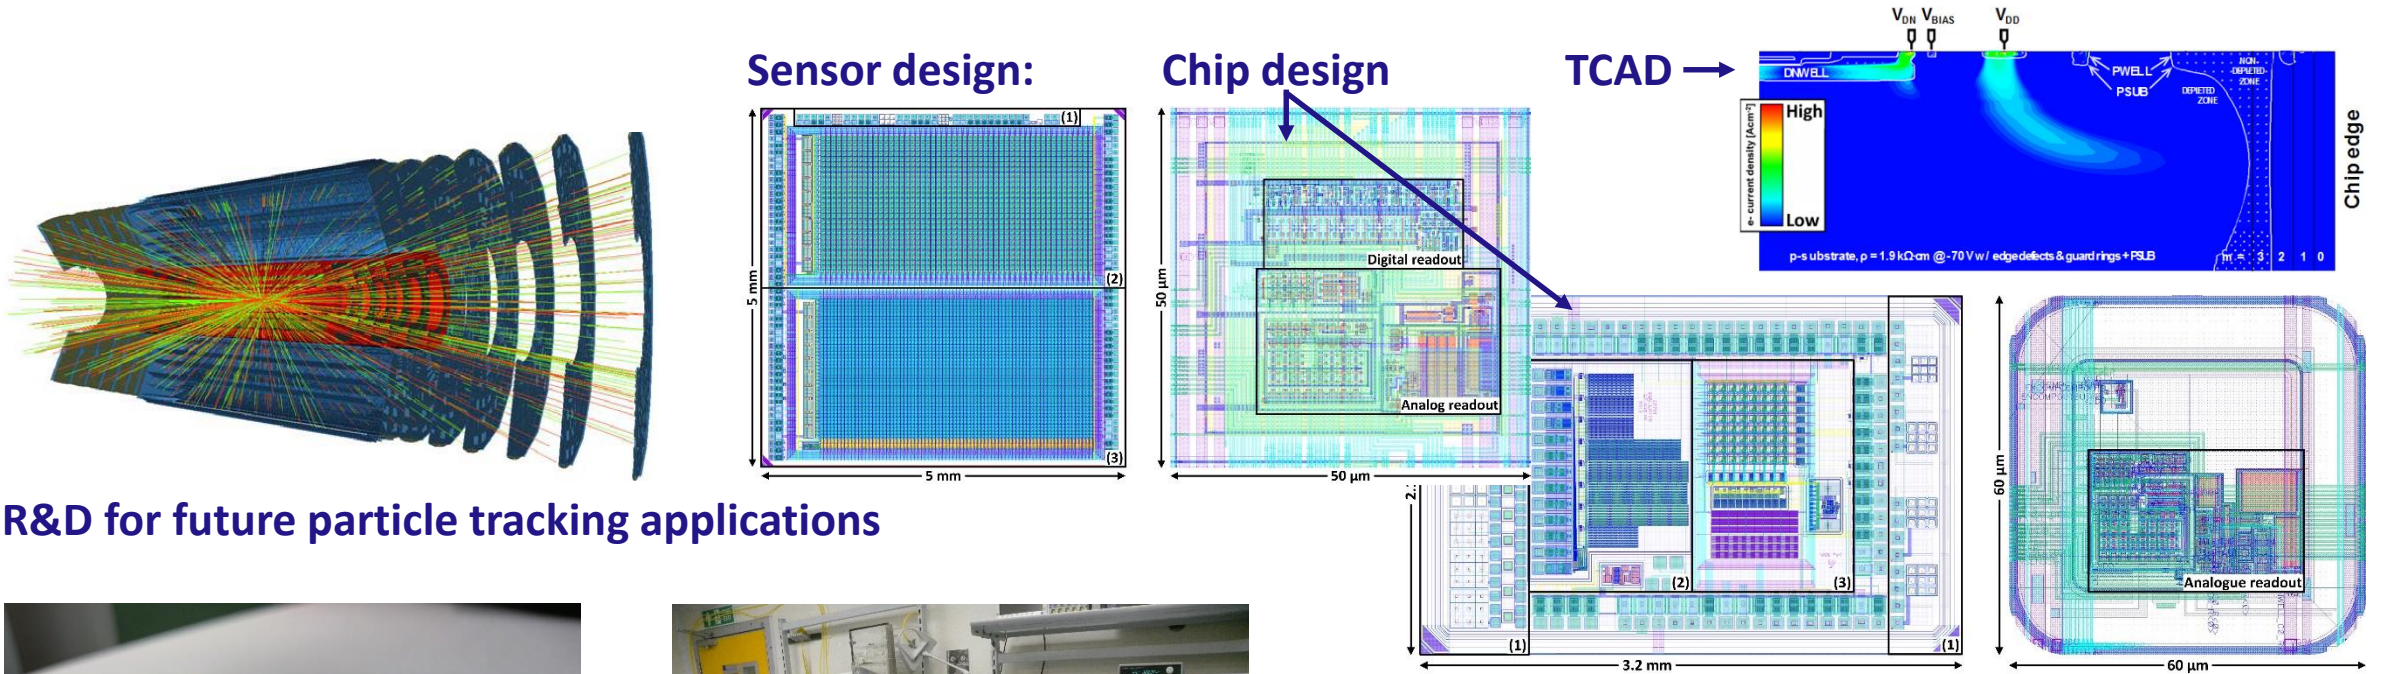 Sensor design:
Chip design
TCAD
V_DN V_BIAS V_DD
DNWELL
PWELL
PSUB
NON-
DEPLETED
ZONE
DEPLETED
ZONE
e- current density [Acm⁻²]
High
Low
p-substrate, ρ = 1.9 kΩ·cm @ -70 V w/ edge defects & guard rings + PSUB
m = 3 2 1 0
Chip edge
(1)
(2)
(3)
5 mm
5 mm
Digital readout
Analog readout
50 µm
50 µm
R&D for future particle tracking applications
(2)
(3)
(1)
(1)
3.2 mm
Analogue readout
60 µm
60 µm